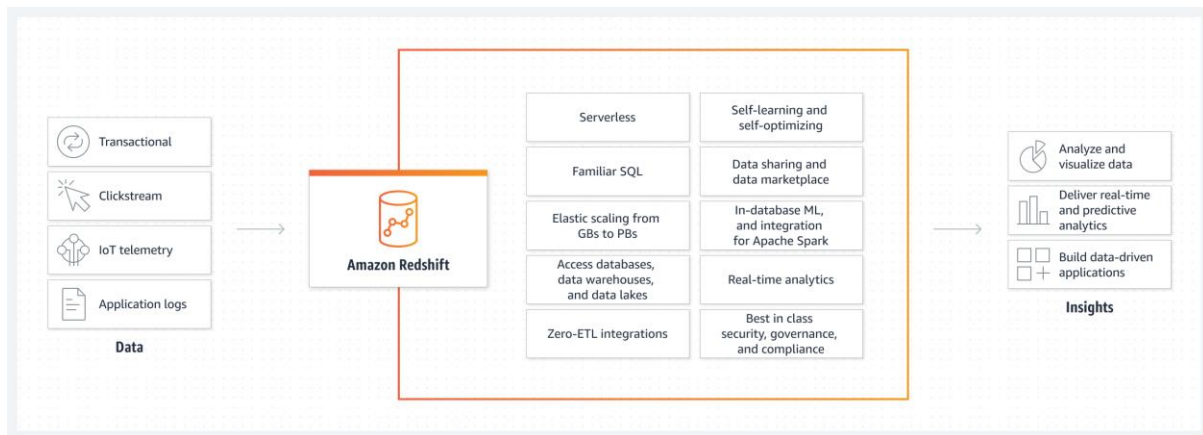 Transactional
Clickstream
IoT telemetry
Application logs
Data
Amazon Redshift
Serverless
Familiar SQL
Elastic scaling from
GBs to PBs
Access databases,
data warehouses,
and data lakes
Zero-ETL integrations
Self-learning and
self-optimizing
Data sharing and
data marketplace
In-database ML,
and integration
for Apache Spark
Real-time analytics
Best in class
security, governance,
and compliance
Analyze and
visualize data
Deliver real-time
and predictive
analytics
Build data-driven
applications
Insights